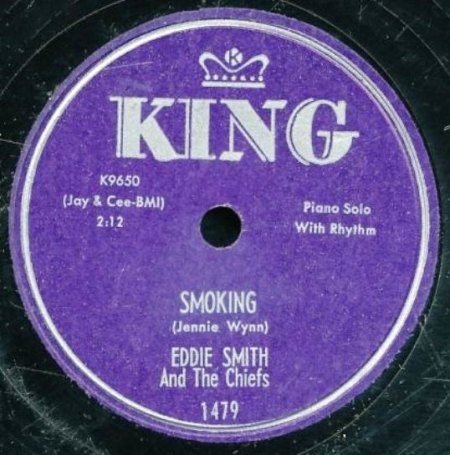 K
KING
K9650
(Jay & Cee-BMI)
2:12
Piano Solo
With Rhythm
SMOKING
(Jennie Wynn)
EDDIE SMITH
And The Chiefs
1479